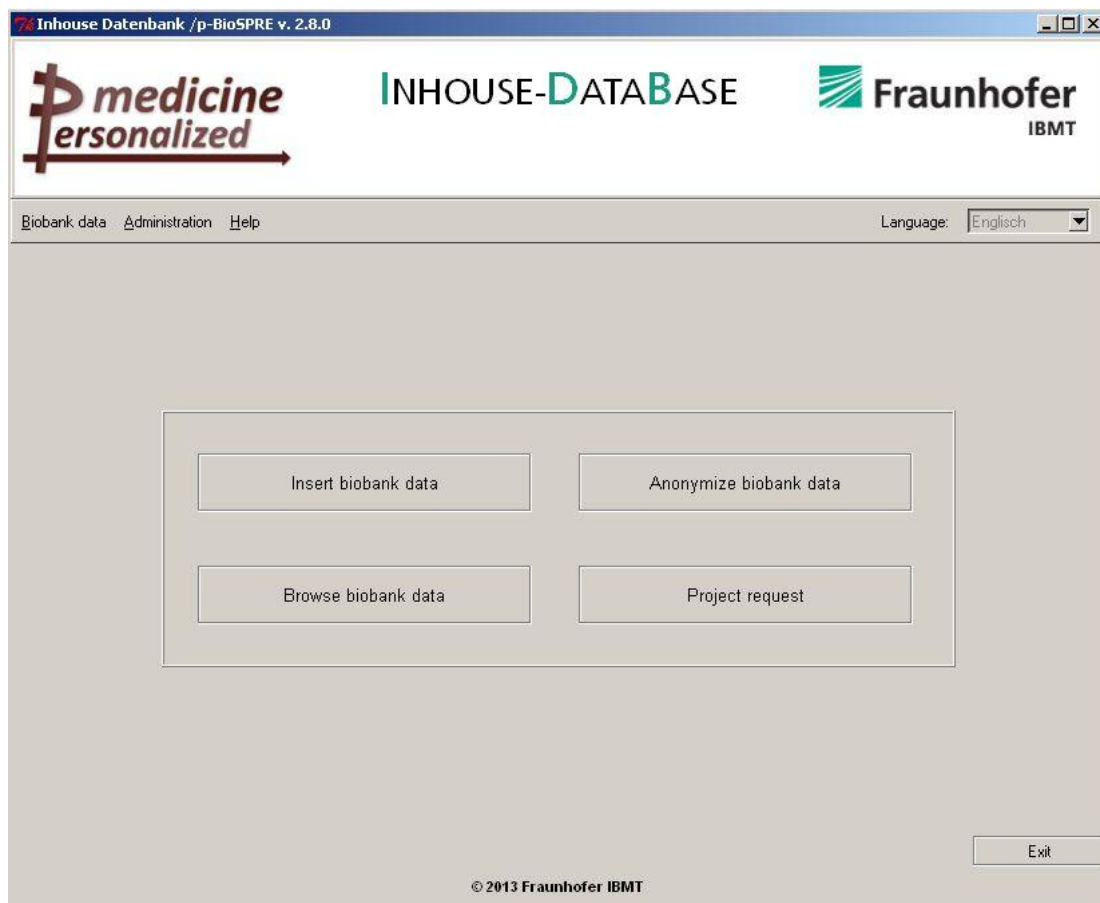 Inhouse Datenbank /p-BioSPRE v. 2.8.0
p medicine
personalized
INHOUSE-DATABASE
Fraunhofer
IBMT
Biobank data Administration Help Language: Englisch
Insert biobank data Anonymize biobank data
Browse biobank data Project request
Exit
© 2013 Fraunhofer IBMT